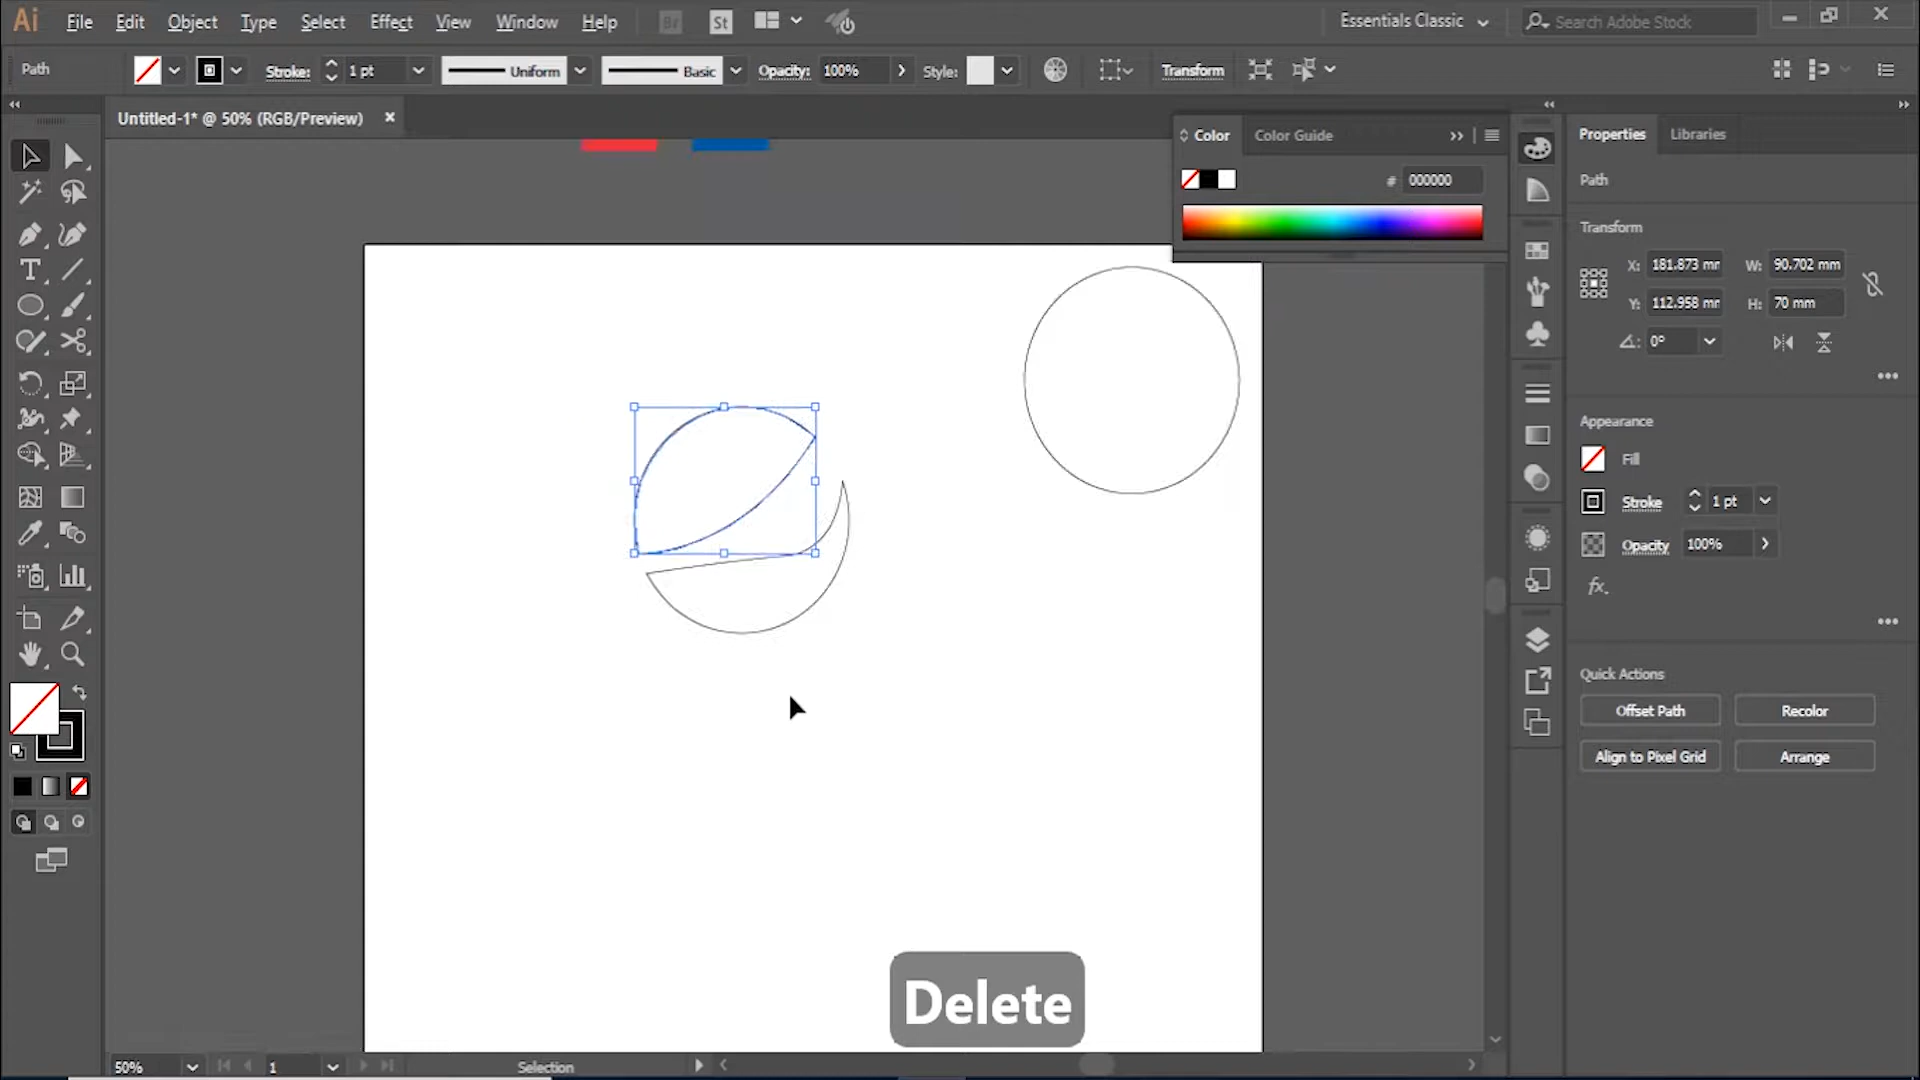 Ai File Edit Object Type Select Effect View Window Help Br St Essentials Classic Search Adobe Stock
Path Stroke: 1 pt Uniform Basic Opacity: 100% Style: Transform
Untitled-1* @ 50% (RGB/Preview)
Color Color Guide
# 000000
Properties Libraries
Path
Transform
X: 181.873 mr W: 90.702 mm
Y: 112.958 mr H: 70 mm
0°
Appearance
Fill
Stroke 1 pt
Opacity 100%
fx.
Quick Actions
Offset Path Recolor
Align to Pixel Grid Arrange
T
Delete
50% 1 Selection